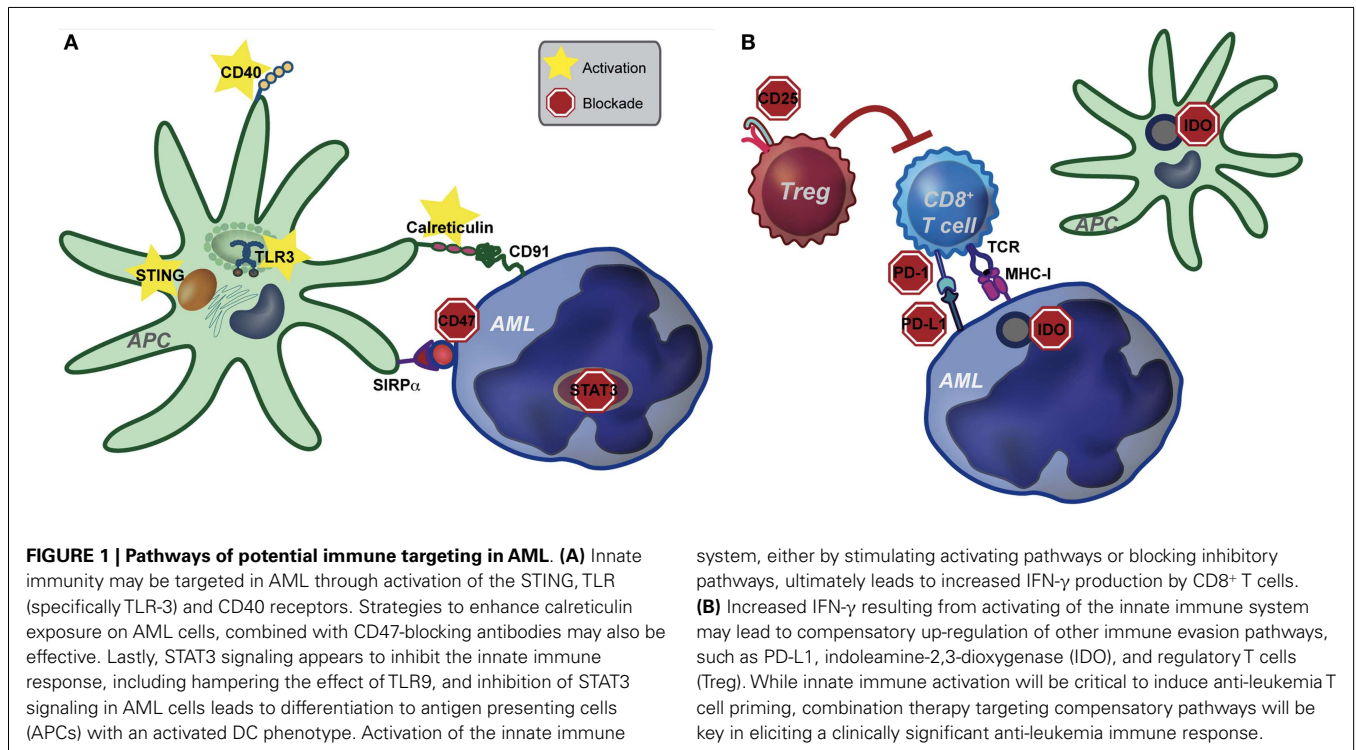 A
CD40
Activation
Blockade
Calreticulin
CD91
TLR3
STING
APC
CD47
AML
SIRPα
STAT3
B
CD25
IDO
Treg
CD8⁺
T cell
APC
TCR
PD-1
MHC-I
PD-L1
IDO
AML
FIGURE 1 | Pathways of potential immune targeting in AML. (A) Innate
immunity may be targeted in AML through activation of the STING, TLR
(specifically TLR-3) and CD40 receptors. Strategies to enhance calreticulin
exposure on AML cells, combined with CD47-blocking antibodies may also be
effective. Lastly, STAT3 signaling appears to inhibit the innate immune
response, including hampering the effect of TLR9, and inhibition of STAT3
signaling in AML cells leads to differentiation to antigen presenting cells
(APCs) with an activated DC phenotype. Activation of the innate immune
system, either by stimulating activating pathways or blocking inhibitory
pathways, ultimately leads to increased IFN-γ production by CD8⁺ T cells.
(B) Increased IFN-γ resulting from activating of the innate immune system
may lead to compensatory up-regulation of other immune evasion pathways,
such as PD-L1, indoleamine-2,3-dioxygenase (IDO), and regulatory T cells
(Treg). While innate immune activation will be critical to induce anti-leukemia T
cell priming, combination therapy targeting compensatory pathways will be
key in eliciting a clinically significant anti-leukemia immune response.